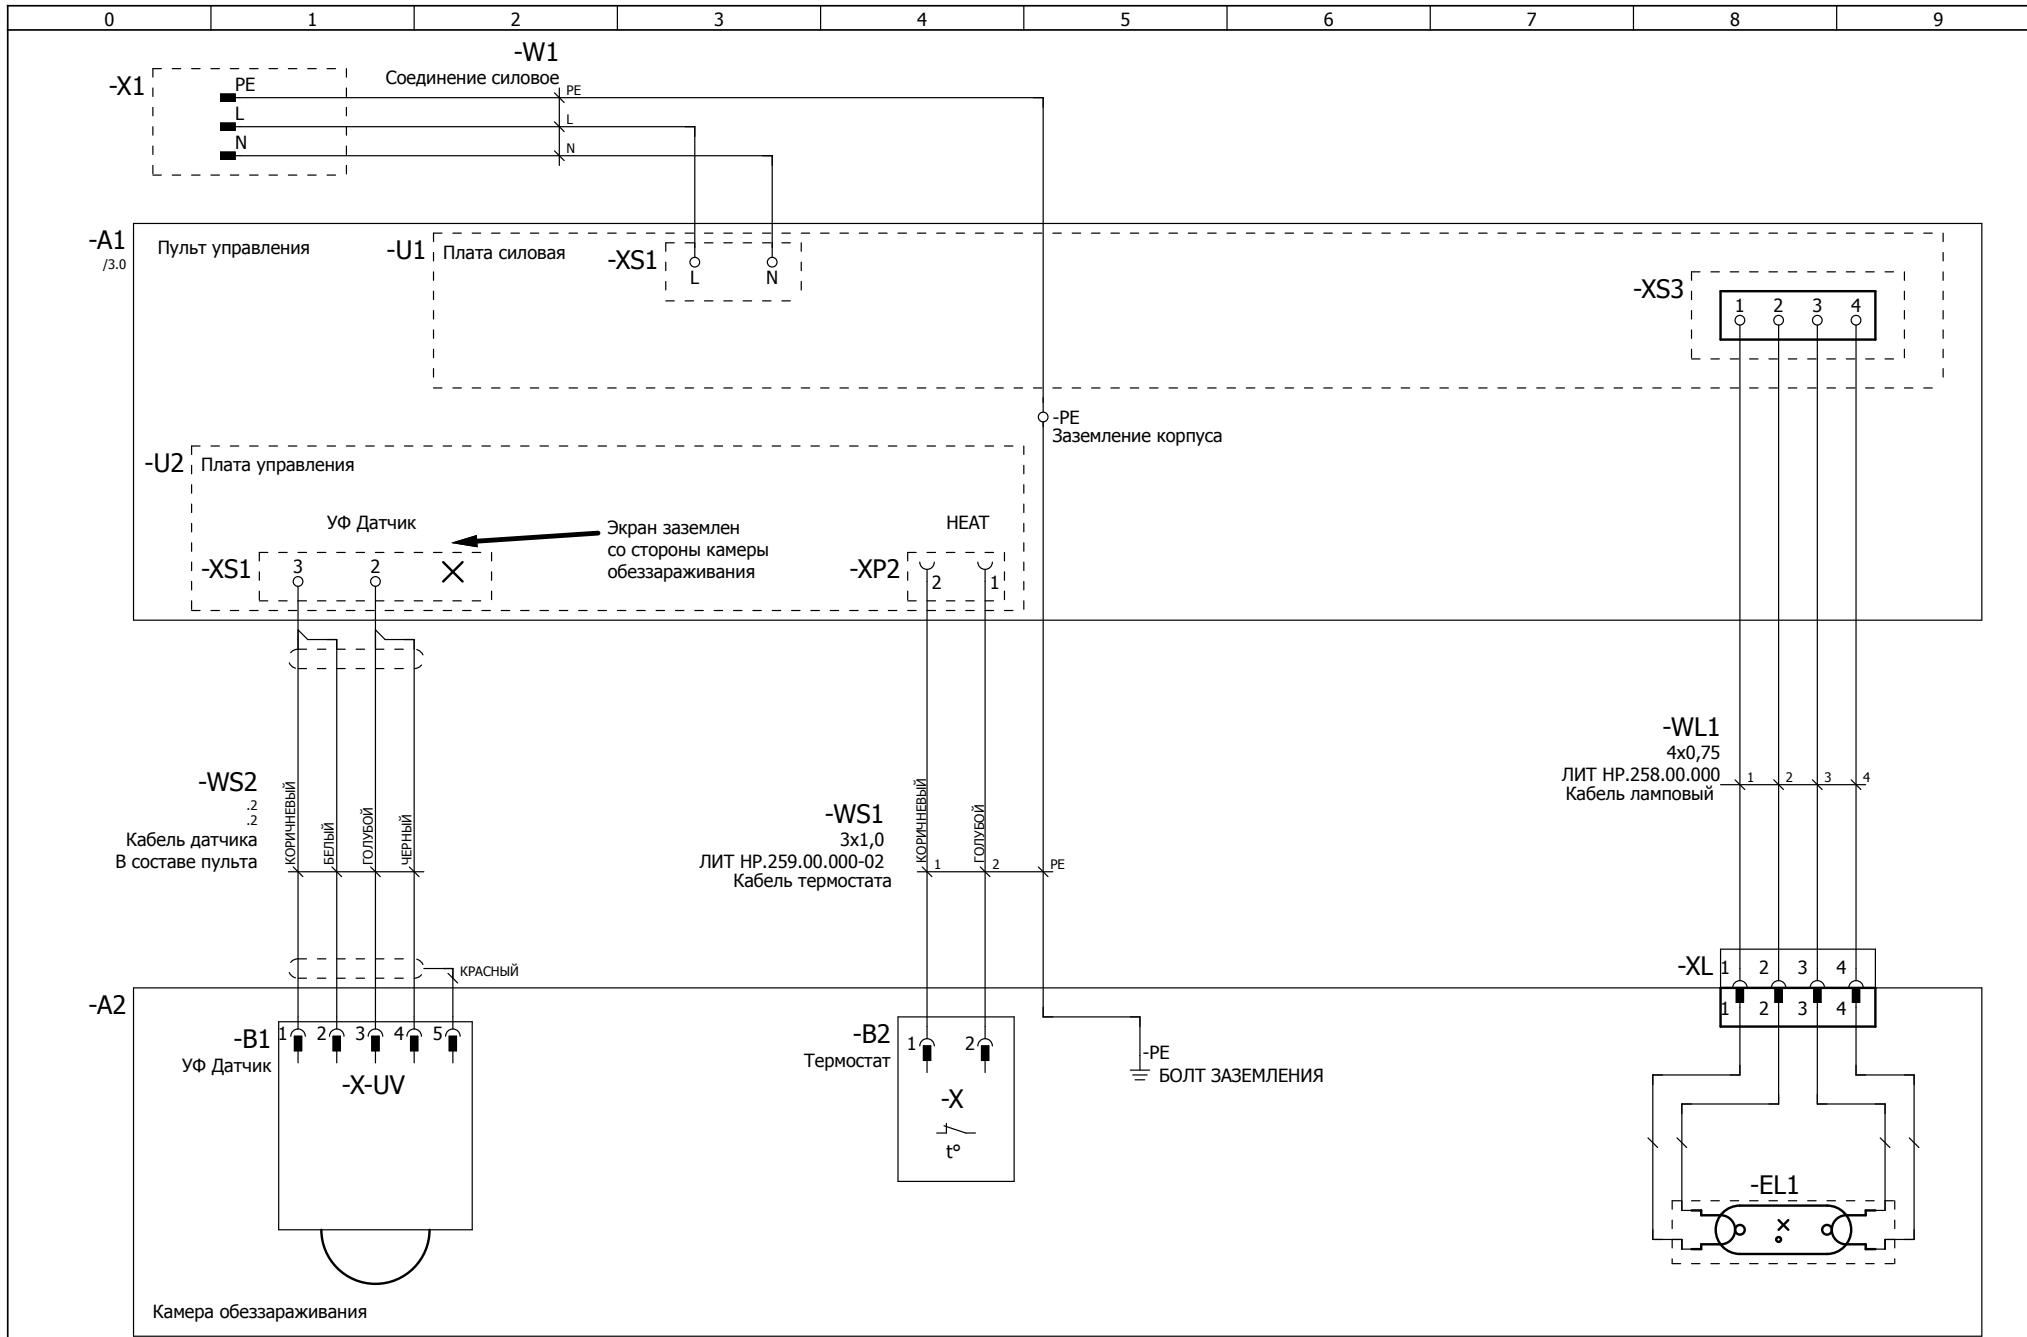 0 1 2 3 4 5 6 7 8 9
-W1
Соединение силовое
-X1
PE
L
N
PE
L
N
-A1
/3.0
Пульт управления
-U1
Плата силовая
-XS1
L N
-XS3
1 2 3 4
-PE
Заземление корпуса
-U2
Плата управления
УФ Датчик
Экран заземлен
со стороны камеры
обеззараживания
HEAT
-XS1
3 2
-XP2
2 1
-WS2
.2
.2
Кабель датчика
В составе пульта
КОРИЧНЕВЫЙ
БЕЛЫЙ
ГОЛУБОЙ
ЧЕРНЫЙ
-WS1
3x1,0
ЛИТ НР.259.00.000-02
Кабель термостата
КОРИЧНЕВЫЙ
ГОЛУБОЙ
1 2 PE
-WL1
4x0,75
ЛИТ НР.258.00.000
Кабель ламповый
1 2 3 4
КРАСНЫЙ
-XL
1 2 3 4
1 2 3 4
-A2
-B1
УФ Датчик
1 2 3 4 5
-X-UV
-B2
Термостат
1 2
-X
t°
-PE
БОЛТ ЗАЗЕМЛЕНИЯ
-EL1
Камера обеззараживания